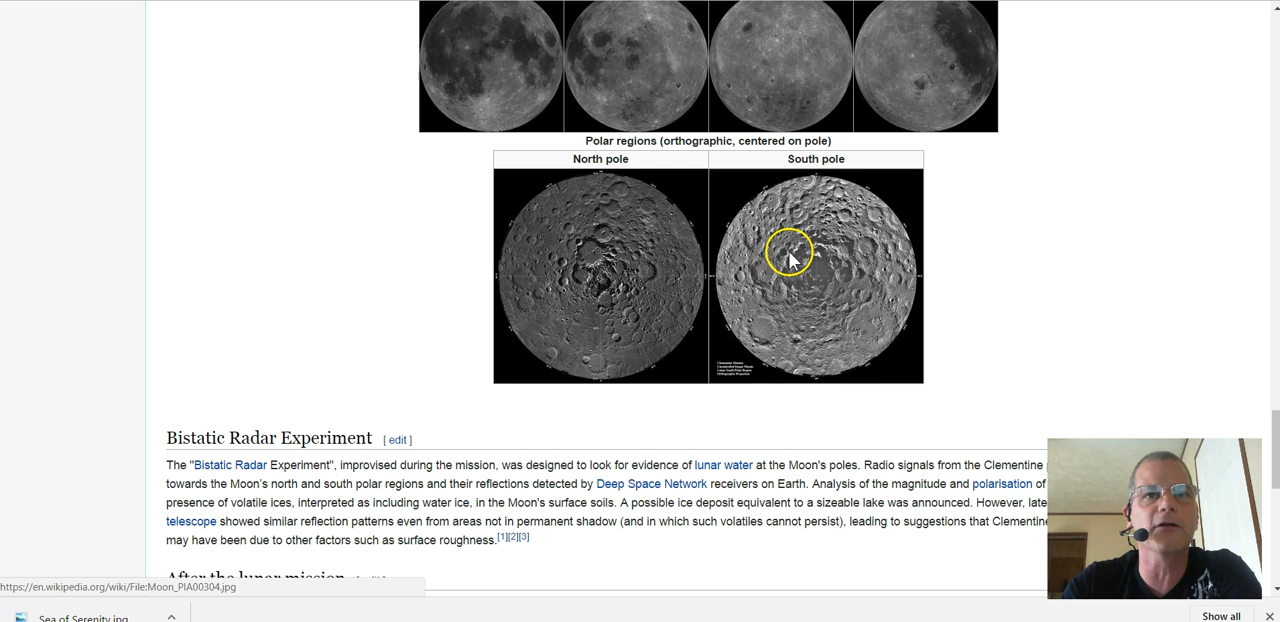 Polar regions (orthographic, centered on pole)
North pole South pole
Clementine Mission
Bistatic Radar Experiment [ edit ]
The "Bistatic Radar Experiment", improvised during the mission, was designed to look for evidence of lunar water at the Moon's poles. Radio signals from the Clementine
towards the Moon's north and south polar regions and their reflections detected by Deep Space Network receivers on Earth. Analysis of the magnitude and polarisation of
presence of volatile ices, interpreted as including water ice, in the Moon's surface soils. A possible ice deposit equivalent to a sizeable lake was announced. However, late
telescope showed similar reflection patterns even from areas not in permanent shadow (and in which such volatiles cannot persist), leading to suggestions that Clementine
may have been due to other factors such as surface roughness.[1][2][3]
After the lunar mission [ edit ]
https://en.wikipedia.org/wiki/File:Moon_PIA00304.jpg
Sea of Serenity.jpg Show all